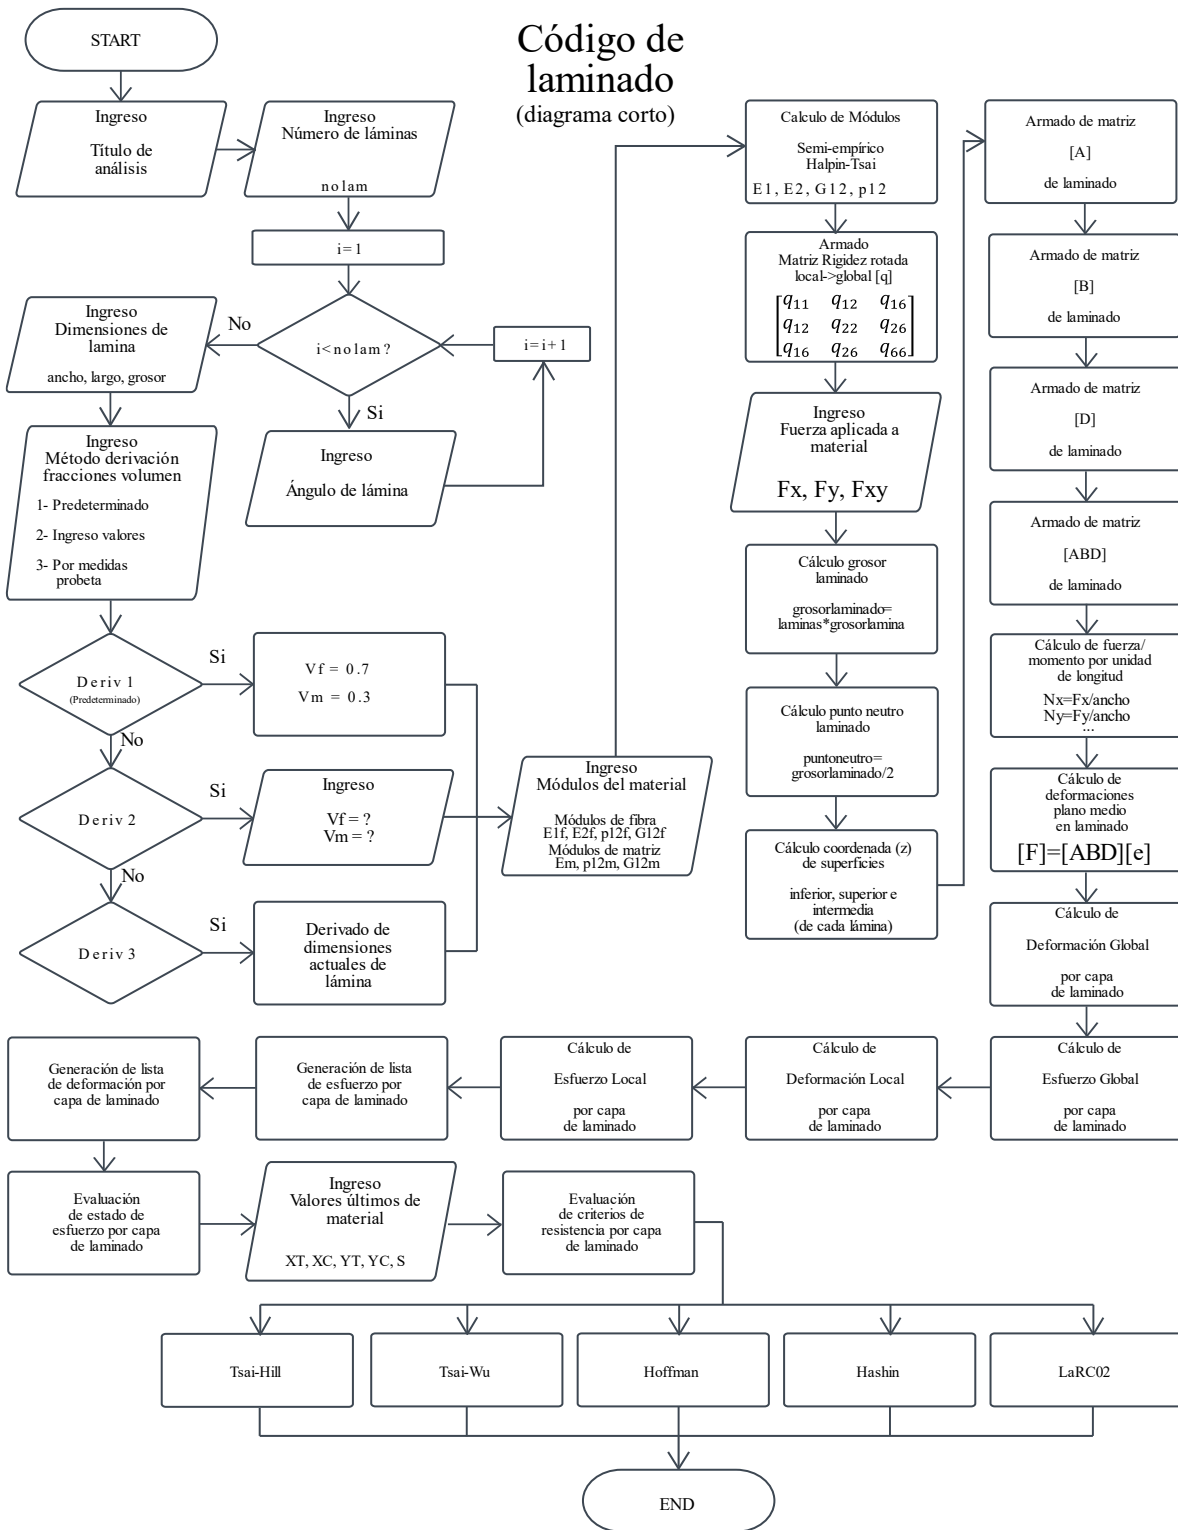 Código de
laminado
(diagrama corto)
START
Ingreso
Título de
análisis
Ingreso
Número de láminas
nolam
i=1
i<nolam?
Si
No
Ingreso
Ángulo de lámina
i=i+1
Ingreso
Dimensiones de
lamina
ancho, largo, grosor
Ingreso
Método derivación
fracciones volumen
1- Predeterminado
2- Ingreso valores
3- Por medidas
probeta
Deriv 1
(Predeterminado)
Si
Vf = 0.7
Vm = 0.3
No
Deriv 2
Si
Ingreso
Vf = ?
Vm = ?
No
Deriv 3
Si
Derivado de
dimensiones
actuales de
lámina
Ingreso
Módulos del material
Módulos de fibra
E1f, E2f, p12f, G12f
Módulos de matriz
Em, p12m, G12m
Calculo de Módulos
Semi-empírico
Halpin-Tsai
E1, E2, G12, p12
Armado
Matriz Rigidez rotada
local->global [q]
q11 q12 q16
q12 q22 q26
q16 q26 q66
Ingreso
Fuerza aplicada a
material
Fx, Fy, Fxy
Cálculo grosor
laminado
grosorlaminado=
laminas*grosorlamina
Cálculo punto neutro
laminado
puntoneutro=
grosorlaminado/2
Cálculo coordenada (z)
de superficies
inferior, superior e
intermedia
(de cada lámina)
Armado de matriz
[A]
de laminado
Armado de matriz
[B]
de laminado
Armado de matriz
[D]
de laminado
Armado de matriz
[ABD]
de laminado
Cálculo de fuerza/
momento por unidad
de longitud
Nx=Fx/ancho
Ny=Fy/ancho
...
Cálculo de
deformaciones
plano medio
en laminado
[F]=[ABD][e]
Cálculo de
Deformación Global
por capa
de laminado
Cálculo de
Esfuerzo Global
por capa
de laminado
Cálculo de
Deformación Local
por capa
de laminado
Cálculo de
Esfuerzo Local
por capa
de laminado
Generación de lista
de esfuerzo por
capa de laminado
Generación de lista
de deformación por
capa de laminado
Evaluación
de estado de
esfuerzo por capa
de laminado
Ingreso
Valores últimos de
material
XT, XC, YT, YC, S
Evaluación
de criterios de
resistencia por capa
de laminado
Tsai-Hill
Tsai-Wu
Hoffman
Hashin
LaRC02
END